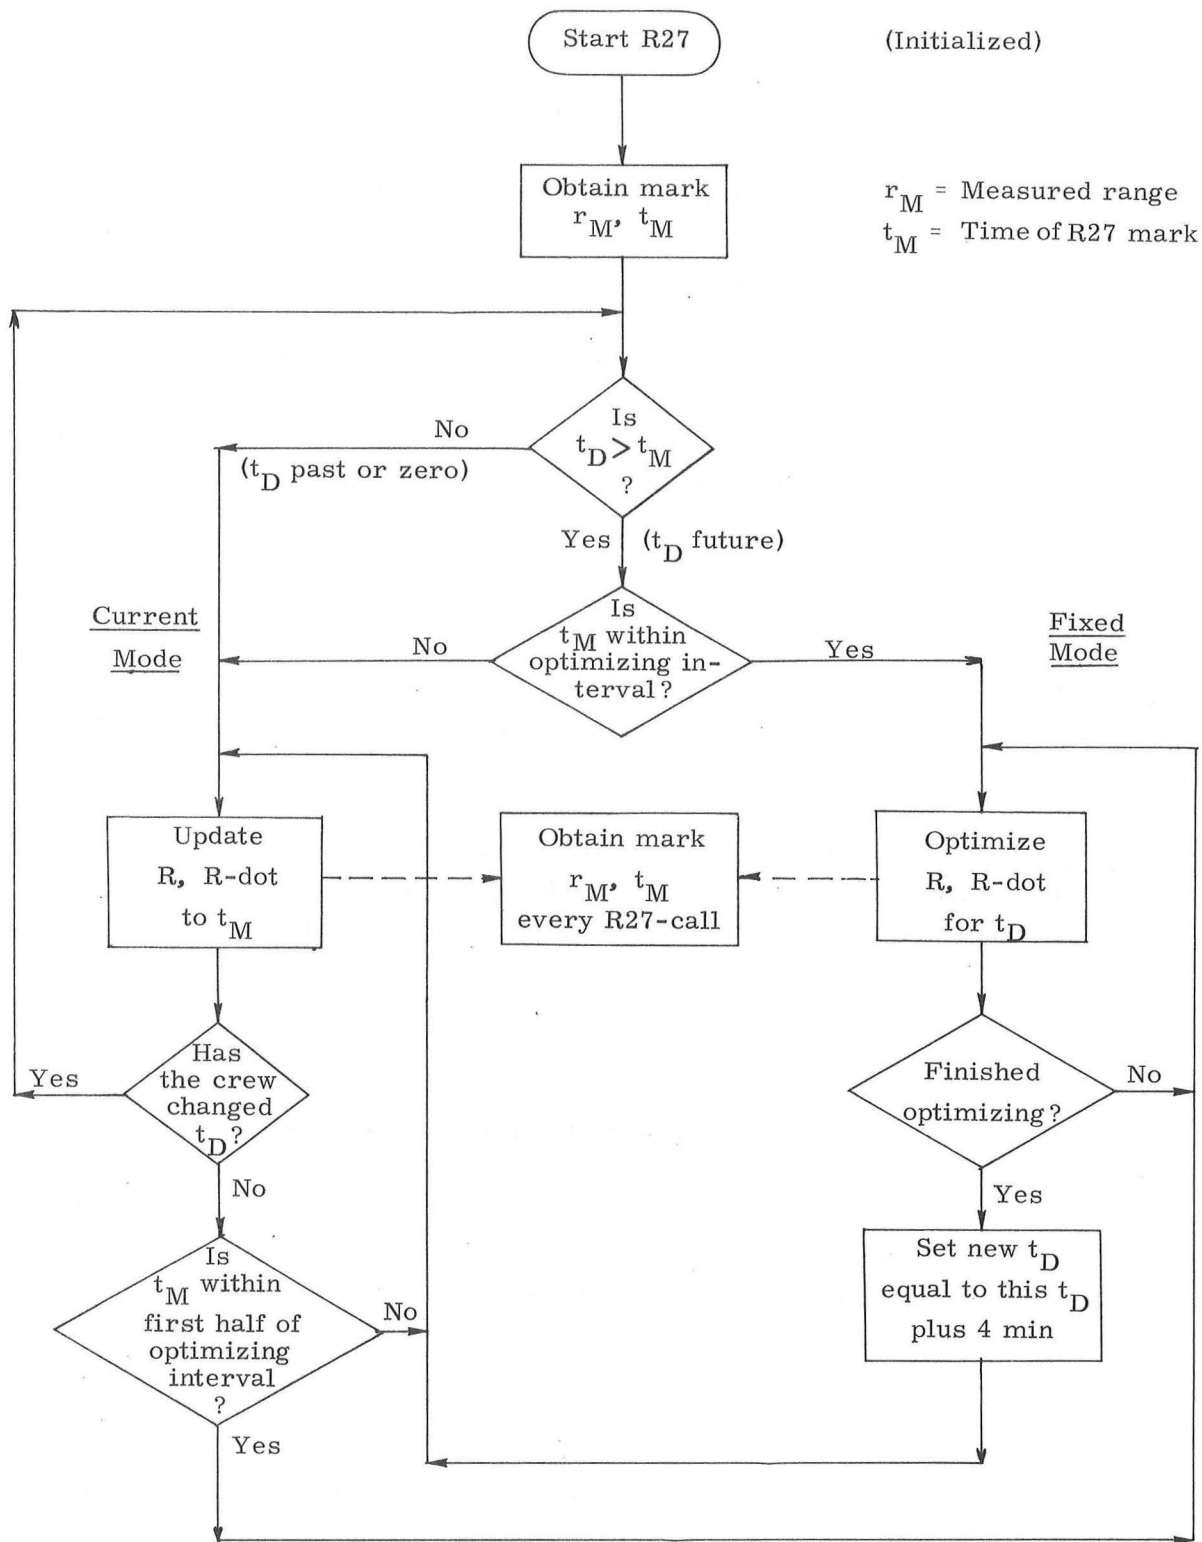 Start R27
(Initialized)
Obtain mark
r_M, t_M
r_M = Measured range
t_M = Time of R27 mark
Is
t_D > t_M
?
No
(t_D past or zero)
Yes
(t_D future)
Current
Mode
Is
t_M within
optimizing in-
terval?
No
Yes
Fixed
Mode
Update
R, R-dot
to t_M
Obtain mark
r_M, t_M
every R27-call
Optimize
R, R-dot
for t_D
Has
the crew
changed
t_D?
Yes
No
Finished
optimizing?
No
Yes
Is
t_M within
first half of
optimizing
interval
?
No
Yes
Set new t_D
equal to this t_D
plus 4 min